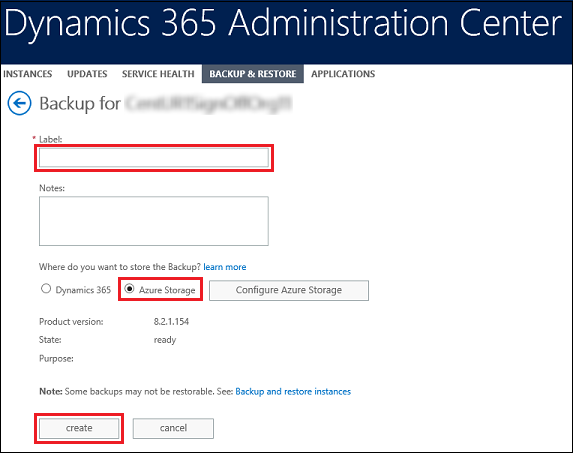 Dynamics 365 Administration Center
INSTANCES UPDATES SERVICE HEALTH BACKUP & RESTORE APPLICATIONS
Backup for
* Label:
Notes:
Where do you want to store the Backup? learn more
Dynamics 365 Azure Storage Configure Azure Storage
Product version: 8.2.1.154
State: ready
Purpose:
Note: Some backups may not be restorable. See: Backup and restore instances
create cancel